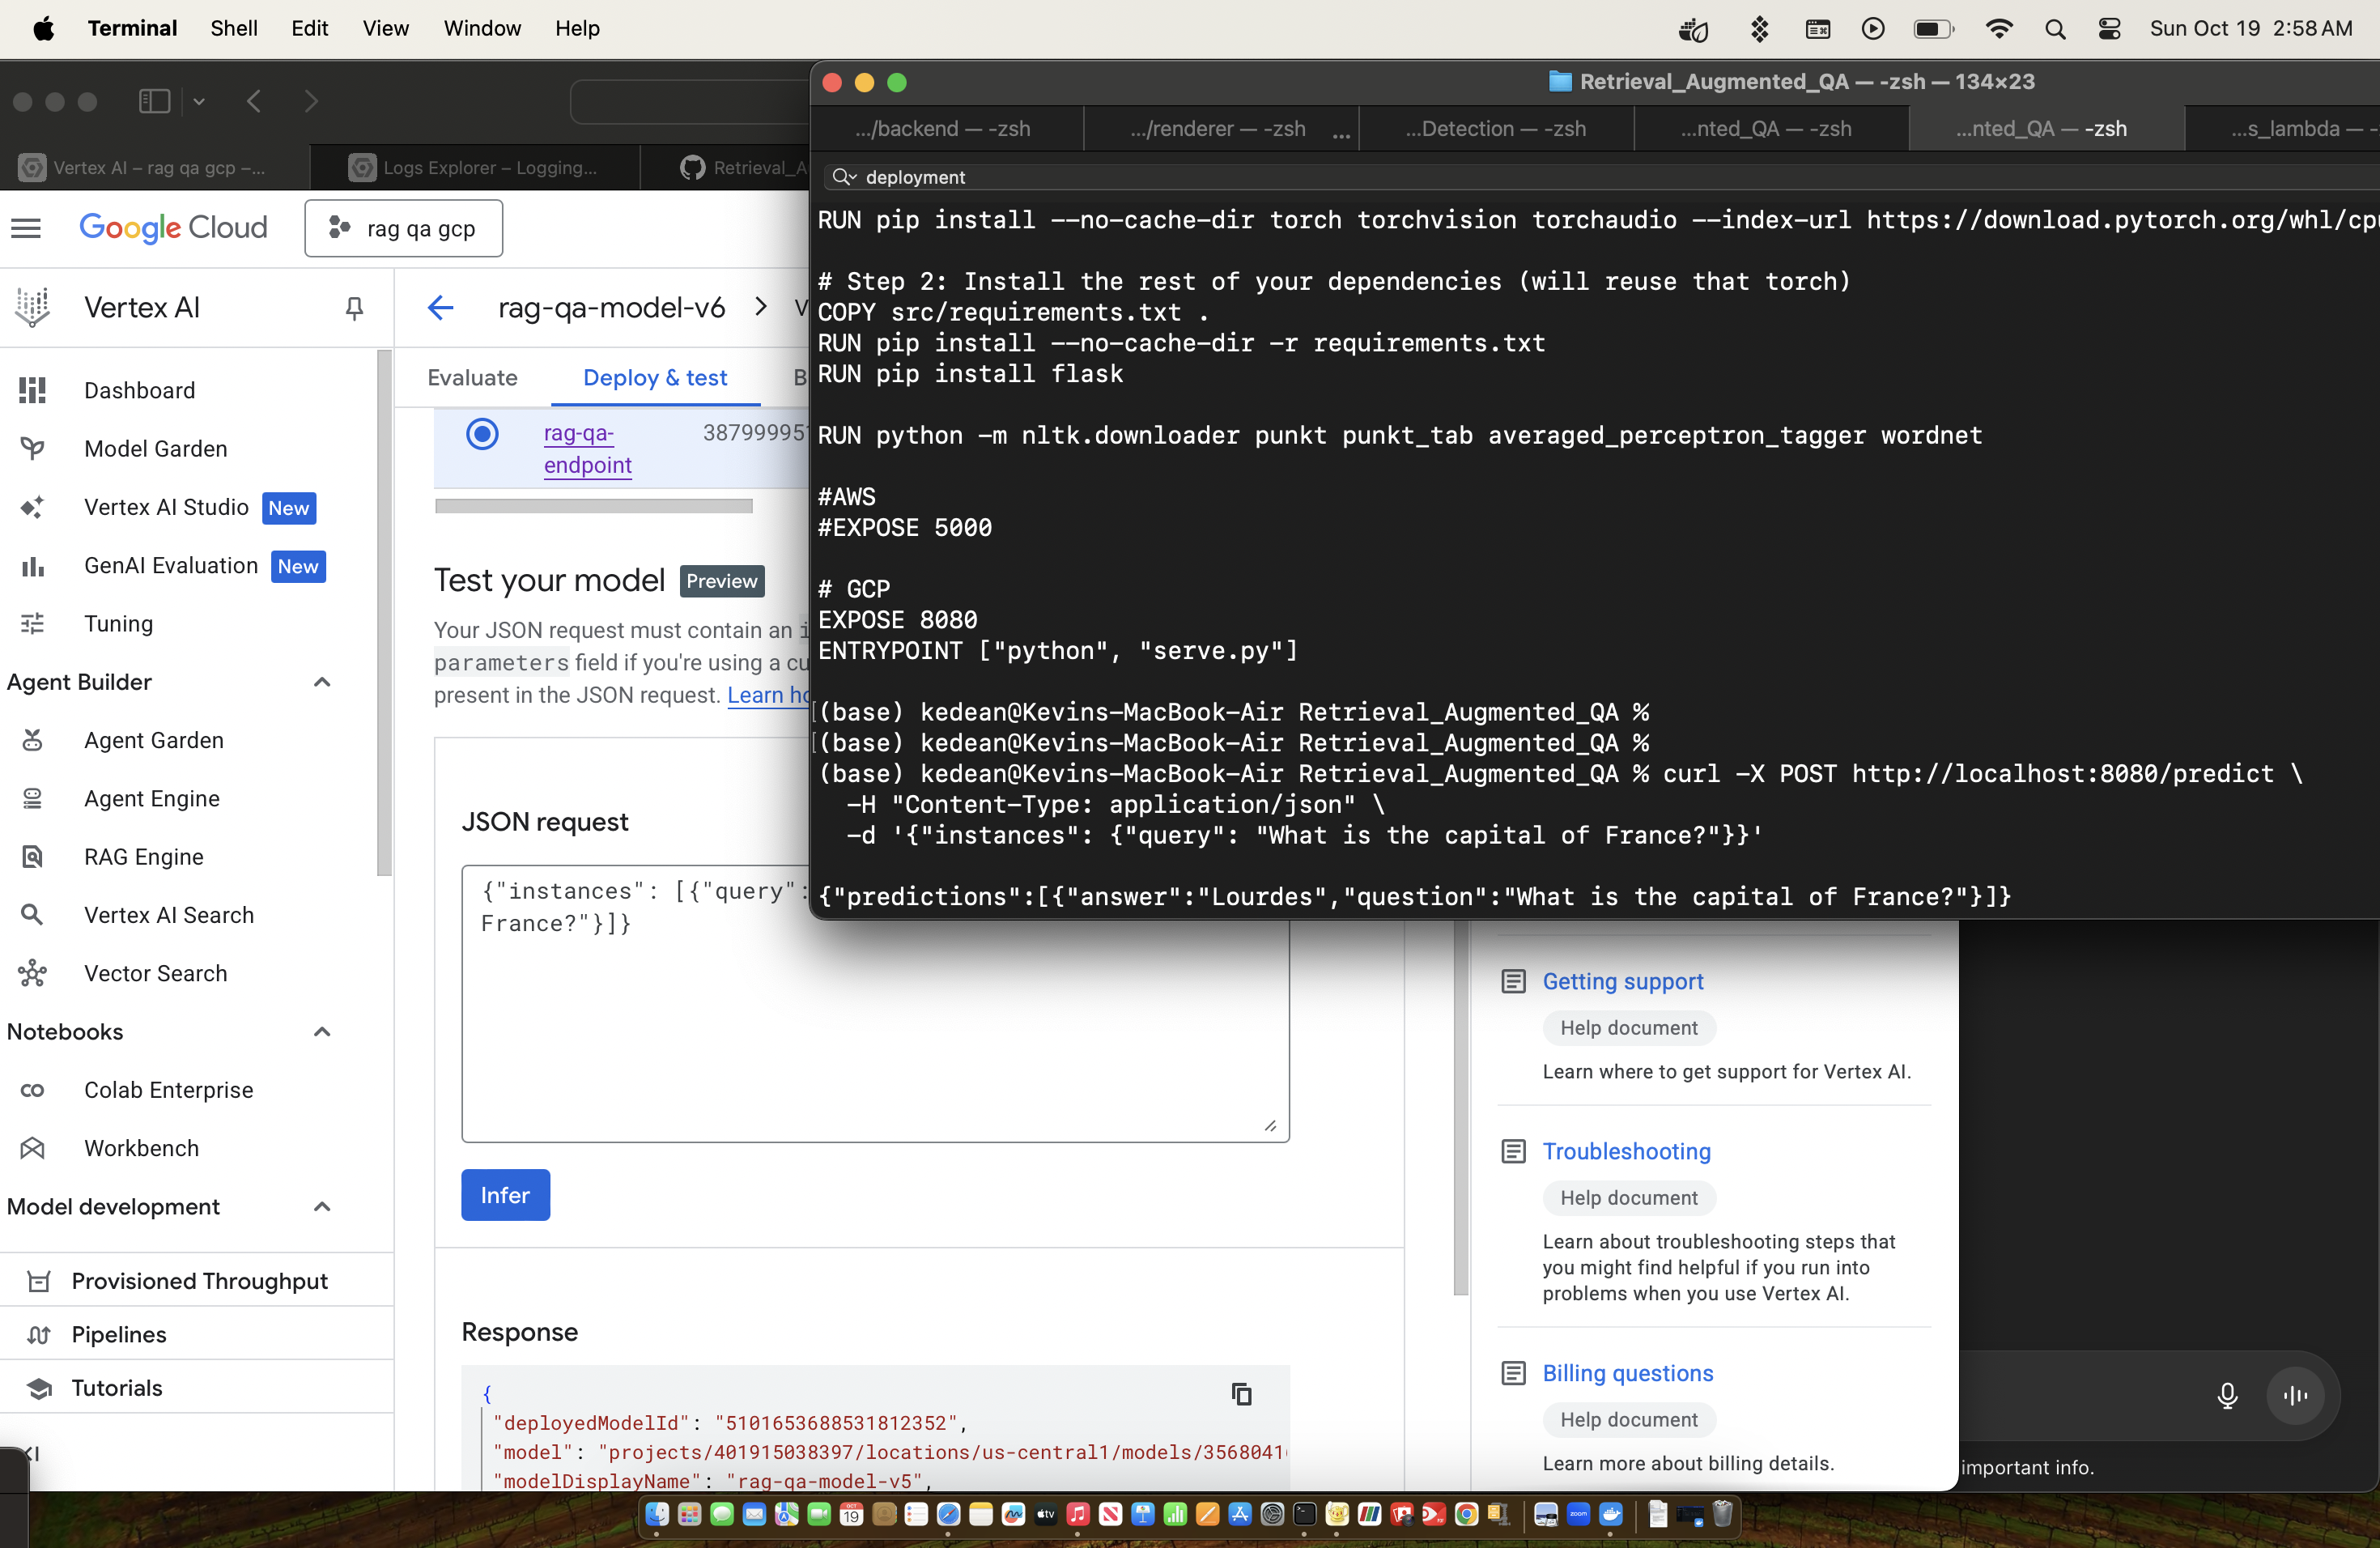 Terminal Shell Edit View Window Help
Sun Oct 19 2:58 AM
Retrieval_Augmented_QA — -zsh — 134×23
.../backend — -zsh
.../renderer — -zsh ...
...Detection — -zsh
...nted_QA — -zsh
...nted_QA — -zsh
...s_lambda — -
Vertex AI – rag qa gcp –...
Logs Explorer – Logging...
Retrieval_A
deployment
RUN pip install --no-cache-dir torch torchvision torchaudio --index-url https://download.pytorch.org/whl/cp
# Step 2: Install the rest of your dependencies (will reuse that torch)
COPY src/requirements.txt .
RUN pip install --no-cache-dir -r requirements.txt
RUN pip install flask
RUN python -m nltk.downloader punkt punkt_tab averaged_perceptron_tagger wordnet
#AWS
#EXPOSE 5000
# GCP
EXPOSE 8080
ENTRYPOINT ["python", "serve.py"]
[(base) kedean@Kevins-MacBook-Air Retrieval_Augmented_QA %
[(base) kedean@Kevins-MacBook-Air Retrieval_Augmented_QA %
(base) kedean@Kevins-MacBook-Air Retrieval_Augmented_QA % curl -X POST http://localhost:8080/predict \
-H "Content-Type: application/json" \
-d '{"instances": {"query": "What is the capital of France?"}}'
{"predictions":[{"answer":"Lourdes","question":"What is the capital of France?"}]}
Google Cloud
rag qa gcp
Vertex AI
Dashboard
Model Garden
Vertex AI Studio New
GenAI Evaluation New
Tuning
Agent Builder
Agent Garden
Agent Engine
RAG Engine
Vertex AI Search
Vector Search
Notebooks
Colab Enterprise
Workbench
Model development
Provisioned Throughput
Pipelines
Tutorials
rag-qa-model-v6 > V
Evaluate
Deploy & test
B
rag-qa-
endpoint
38799995
Test your model Preview
Your JSON request must contain an i
parameters field if you're using a cu
present in the JSON request. Learn ho
JSON request
{"instances": [{"query":
France?"}]}
Infer
Response
{
"deployedModelId": "5101653688531812352",
"model": "projects/401915038397/locations/us-central1/models/3568041
"modelDisplayName": "rag-qa-model-v5",
Getting support
Help document
Learn where to get support for Vertex AI.
Troubleshooting
Help document
Learn about troubleshooting steps that
you might find helpful if you run into
problems when you use Vertex AI.
Billing questions
Help document
Learn more about billing details.
important info.
OCT
19
tv
zoom